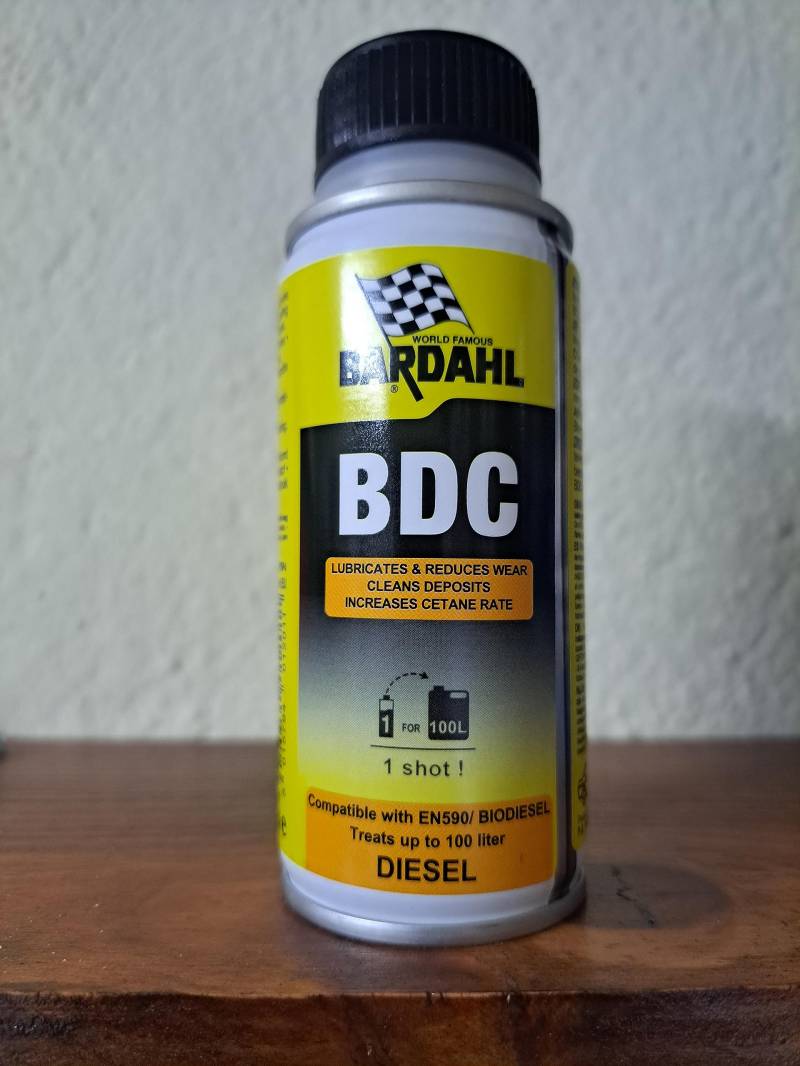 WORLD FAMOUS
BARDAHL
®
BDC
LUBRICATES & REDUCES WEAR
CLEANS DEPOSITS
INCREASES CETANE RATE
1 FOR 100L
1 shot !
Compatible with EN590/ BIODIESEL
Treats up to 100 liter
DIESEL